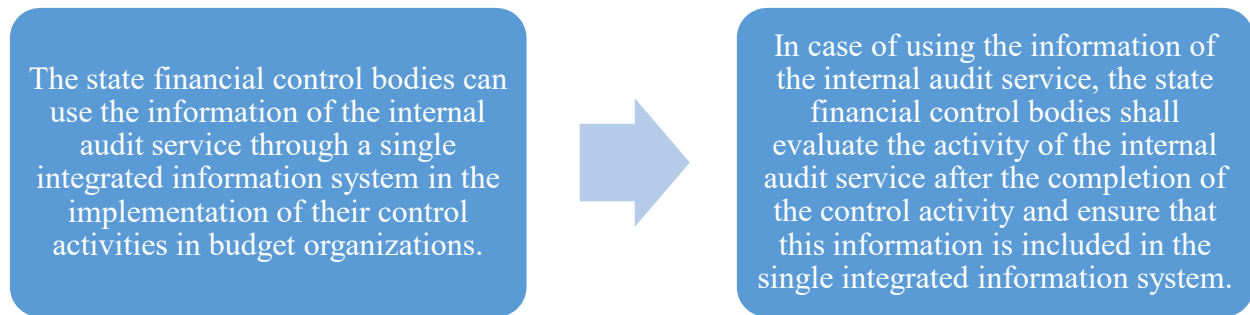 The state financial control bodies can
use the information of the internal
audit service through a single
integrated information system in the
implementation of their control
activities in budget organizations.
In case of using the information of
the internal audit service, the state
financial control bodies shall
evaluate the activity of the internal
audit service after the completion of
the control activity and ensure that
this information is included in the
single integrated information system.